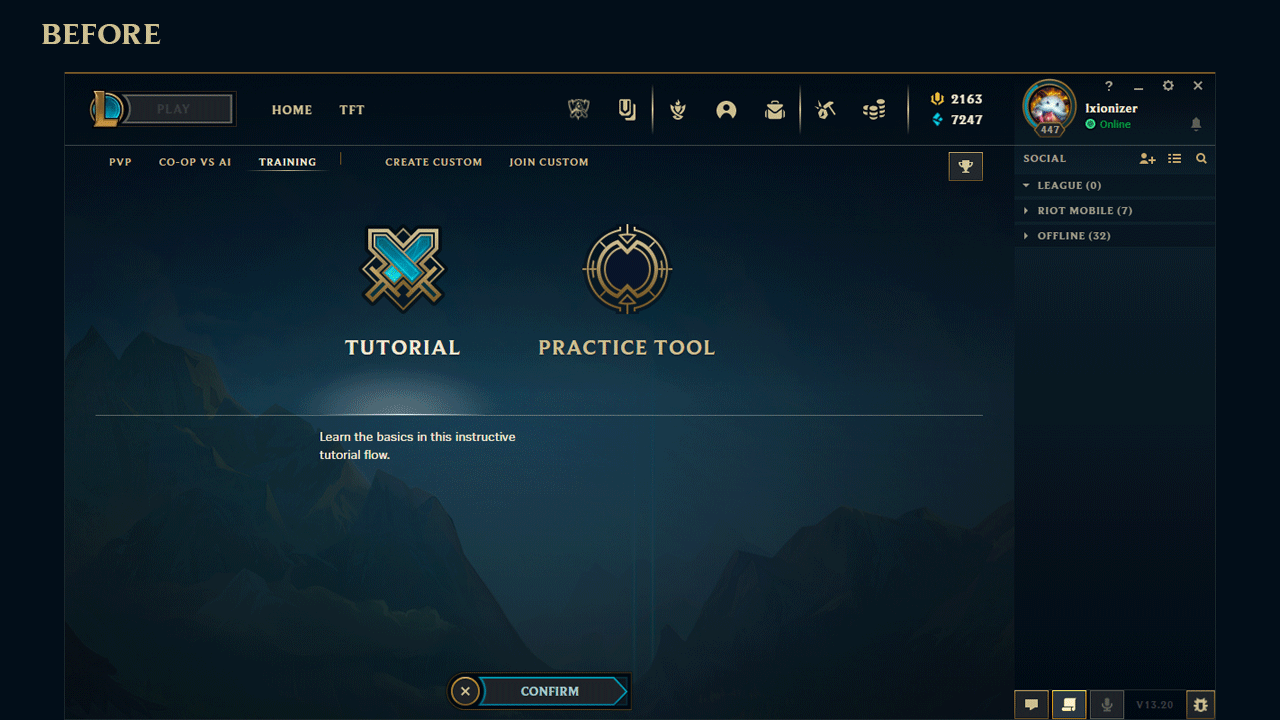 BEFORE
PLAY
HOME
TFT
2163
7247
447
?
Ixionizer
Online
PVP
CO-OP VS AI
TRAINING
CREATE CUSTOM
JOIN CUSTOM
SOCIAL
LEAGUE (0)
RIOT MOBILE (7)
OFFLINE (32)
TUTORIAL
PRACTICE TOOL
Learn the basics in this instructive
tutorial flow.
CONFIRM
V13.20